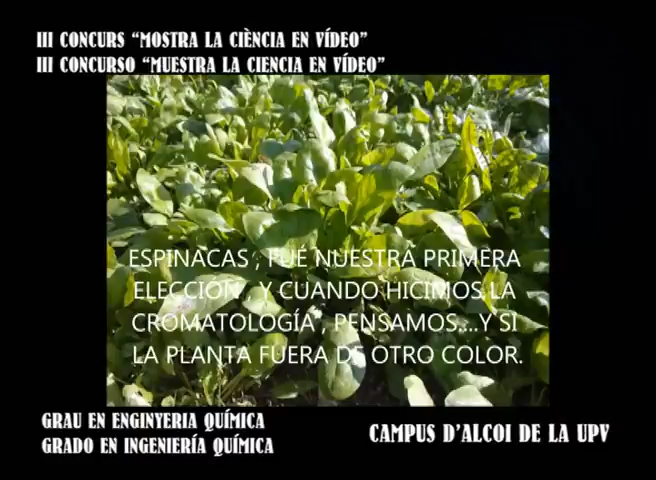 III CONCURS “MOSTRA LA CIÈNCIA EN VÍDEO”
III CONCURSO “MUESTRA LA CIENCIA EN VÍDEO”
ESPINACAS , FUÉ NUESTRA PRIMERA
ELECCIÓN , Y CUANDO HICIMOS LA
CROMATOLOGÍA , PENSAMOS....Y SI
LA PLANTA FUERA DE OTRO COLOR.
GRAU EN ENGINYERIA QUÍMICA
GRADO EN INGENIERÍA QUÍMICA
CAMPUS D’ALCOI DE LA UPV